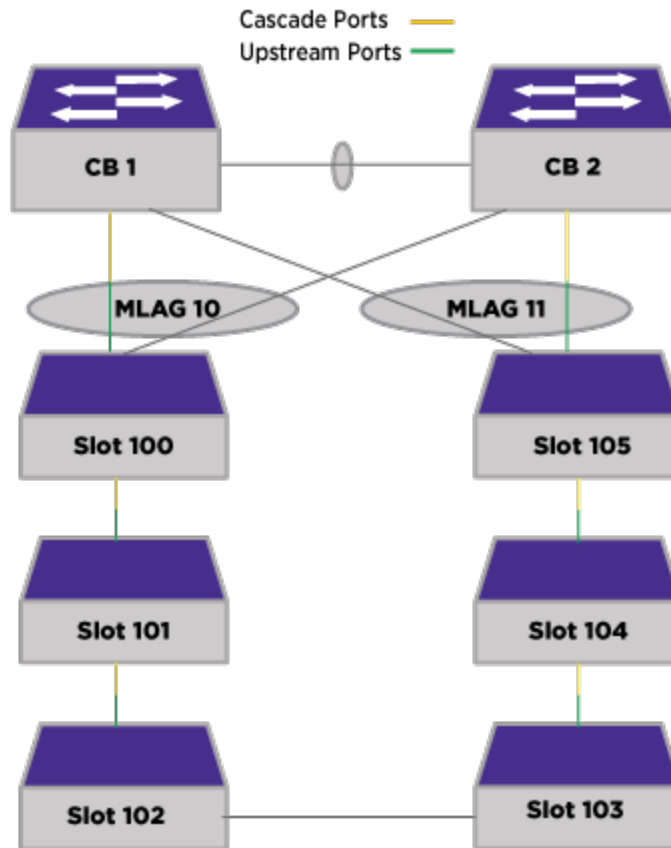 Cascade Ports
Upstream Ports
CB 1
CB 2
MLAG 10
MLAG 11
Slot 100
Slot 105
Slot 101
Slot 104
Slot 102
Slot 103